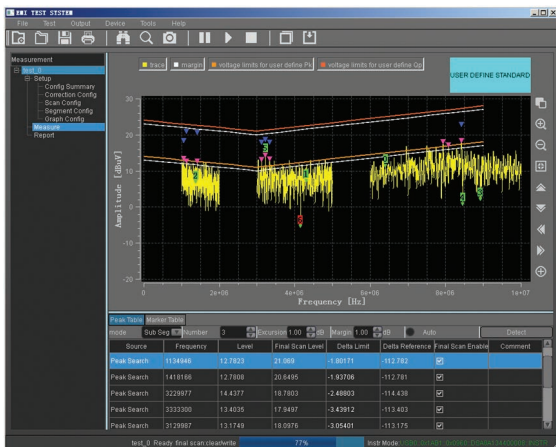 EMI TEST SYSTEM
File Test Output Device Tools Help
Measurement
test_0
Setup
Config Summary
Correction Config
Scan Config
Segment Config
Graph Config
Measure
Report
trace margin voltage limits for user define Pk voltage limits for user define Qp
USER DEFINE STANDARD
30
20
10
0
-10
-20
Amplitude [dBuV]
0 2e+06 4e+06 6e+06 8e+06 1e+07
Frequency [Hz]
Peak Table Marker Table
mode Sub Seg Number 3 Excursion 1.00 dB Margin 1.00 dB Auto Detect
Source Frequency Level Final Scan Level Delta Limit Delta Reference Final Scan Enable Comment
Peak Search 1134946 12.7823 21.069 -1.80171 -112.782
Peak Search 1418166 12.7808 20.6495 -1.93706 -112.781
Peak Search 3229977 14.4377 18.7803 -2.48803 -114.438
Peak Search 3333300 13.4035 17.9497 -3.43912 -113.403
Peak Search 3129987 13.1749 18.0976 -3.05401 -113.175
test_0 Ready final scan:clearwrite 77% Instr Mode: